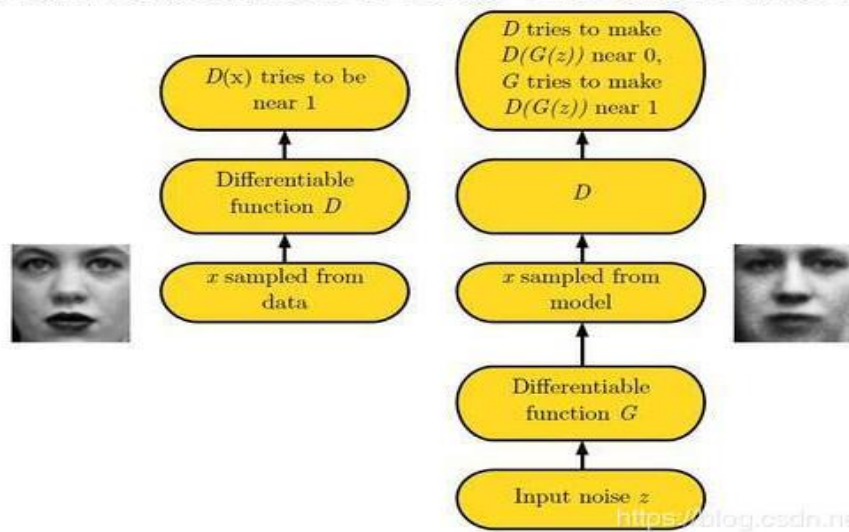 D(x) tries to be
near 1
Differentiable
function D
x sampled from
data
D tries to make
D(G(z)) near 0,
G tries to make
D(G(z)) near 1
D
x sampled from
model
Differentiable
function G
Input noise z
https://blog.csdn.ne